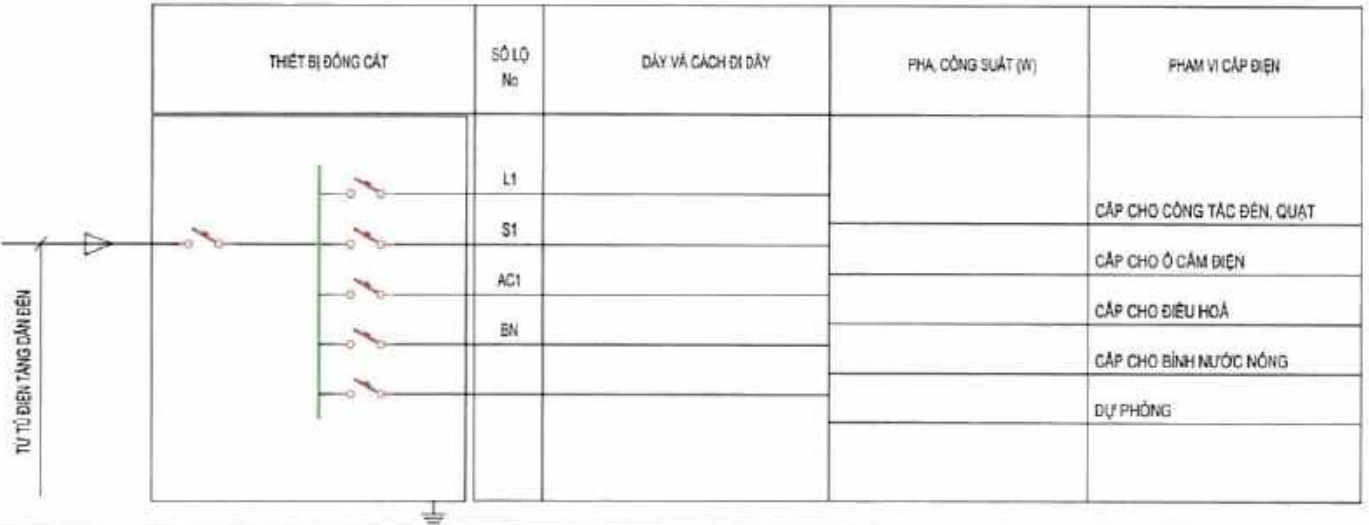 THIẾT BỊ ĐÓNG CẮT
SỐ LỘ
No
DÂY VÀ CÁCH ĐI DÂY
PHA, CÔNG SUẤT (W)
PHẠM VI CẤP ĐIỆN
L1
CẤP CHO CÔNG TẮC ĐÈN, QUẠT
S1
CẤP CHO Ổ CẮM ĐIỆN
AC1
CẤP CHO ĐIỀU HOÀ
BN
CẤP CHO BÌNH NƯỚC NÓNG
DỰ PHÒNG
TỪ TỦ ĐIỆN TẦNG DẪN ĐẾN